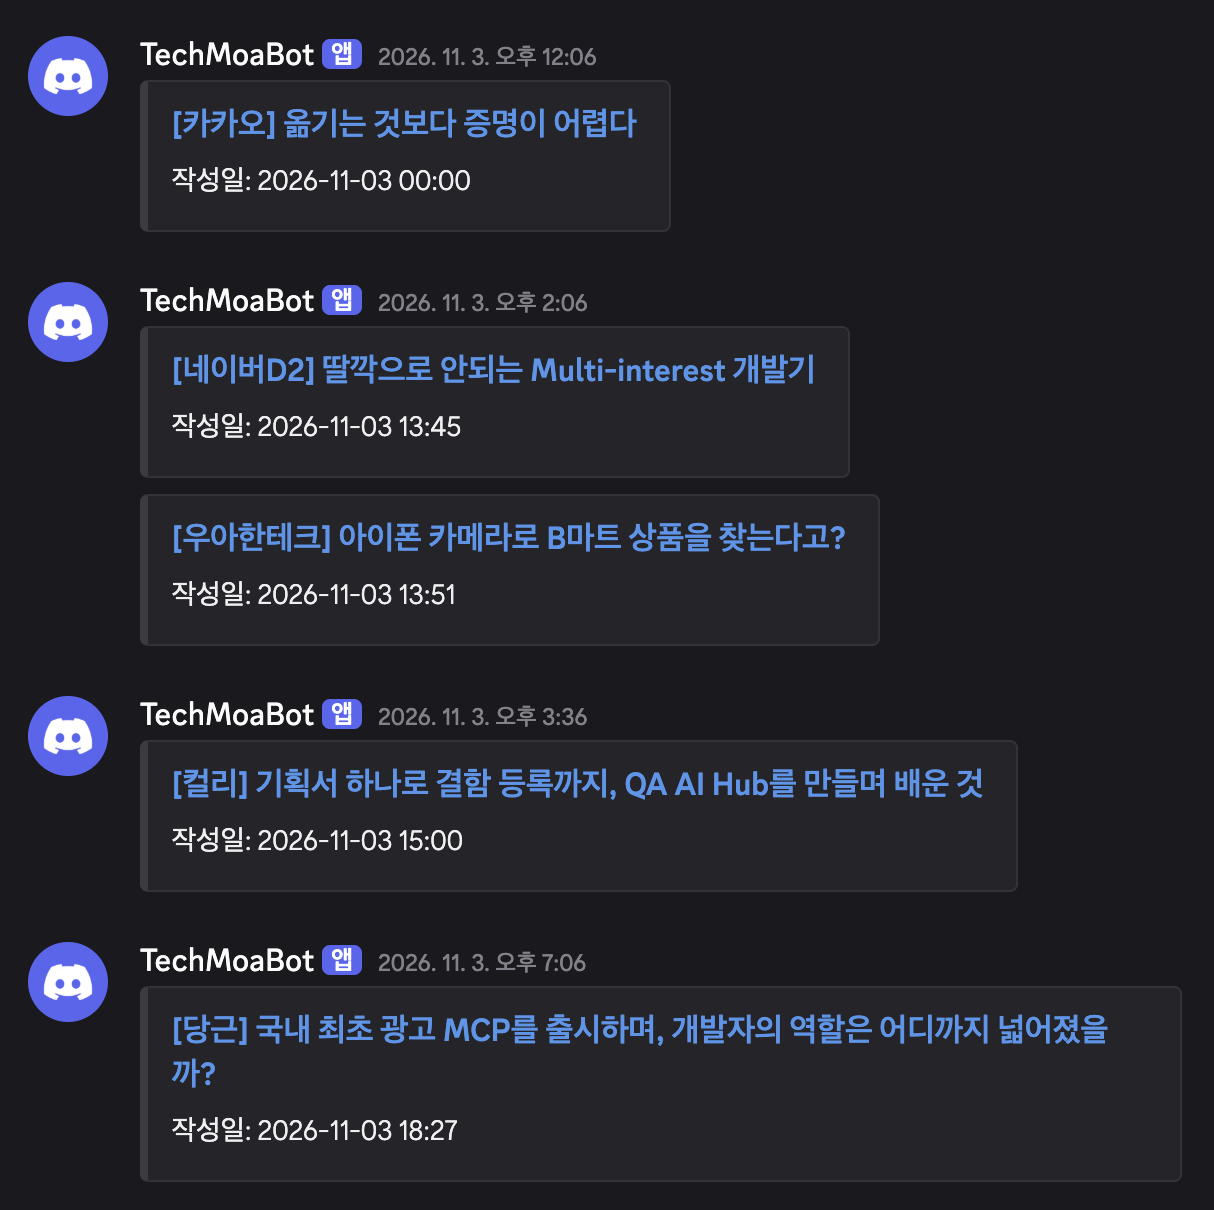 TechMoaBot 앱 2026. 11. 3. 오후 12:06
[카카오] 옮기는 것보다 증명이 어렵다
작성일: 2026-11-03 00:00
TechMoaBot 앱 2026. 11. 3. 오후 2:06
[네이버D2] 딸깍으로 안되는 Multi-interest 개발기
작성일: 2026-11-03 13:45
[우아한테크] 아이폰 카메라로 B마트 상품을 찾는다고?
작성일: 2026-11-03 13:51
TechMoaBot 앱 2026. 11. 3. 오후 3:36
[컬리] 기획서 하나로 결함 등록까지, QA AI Hub를 만들며 배운 것
작성일: 2026-11-03 15:00
TechMoaBot 앱 2026. 11. 3. 오후 7:06
[당근] 국내 최초 광고 MCP를 출시하며, 개발자의 역할은 어디까지 넓어졌을
까?
작성일: 2026-11-03 18:27